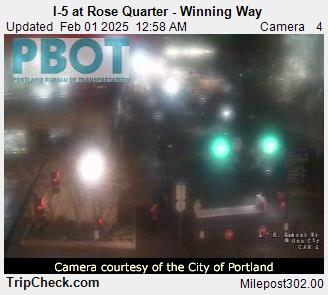 I-5 at Rose Quarter - Winning Way
Updated  Feb 01 2025  12:58 AM  Camera  4
PBOT
PORTLAND BUREAU OF TRANSPORTATION
Camera courtesy of the City of Portland
TripCheck.com  Milepost302.00